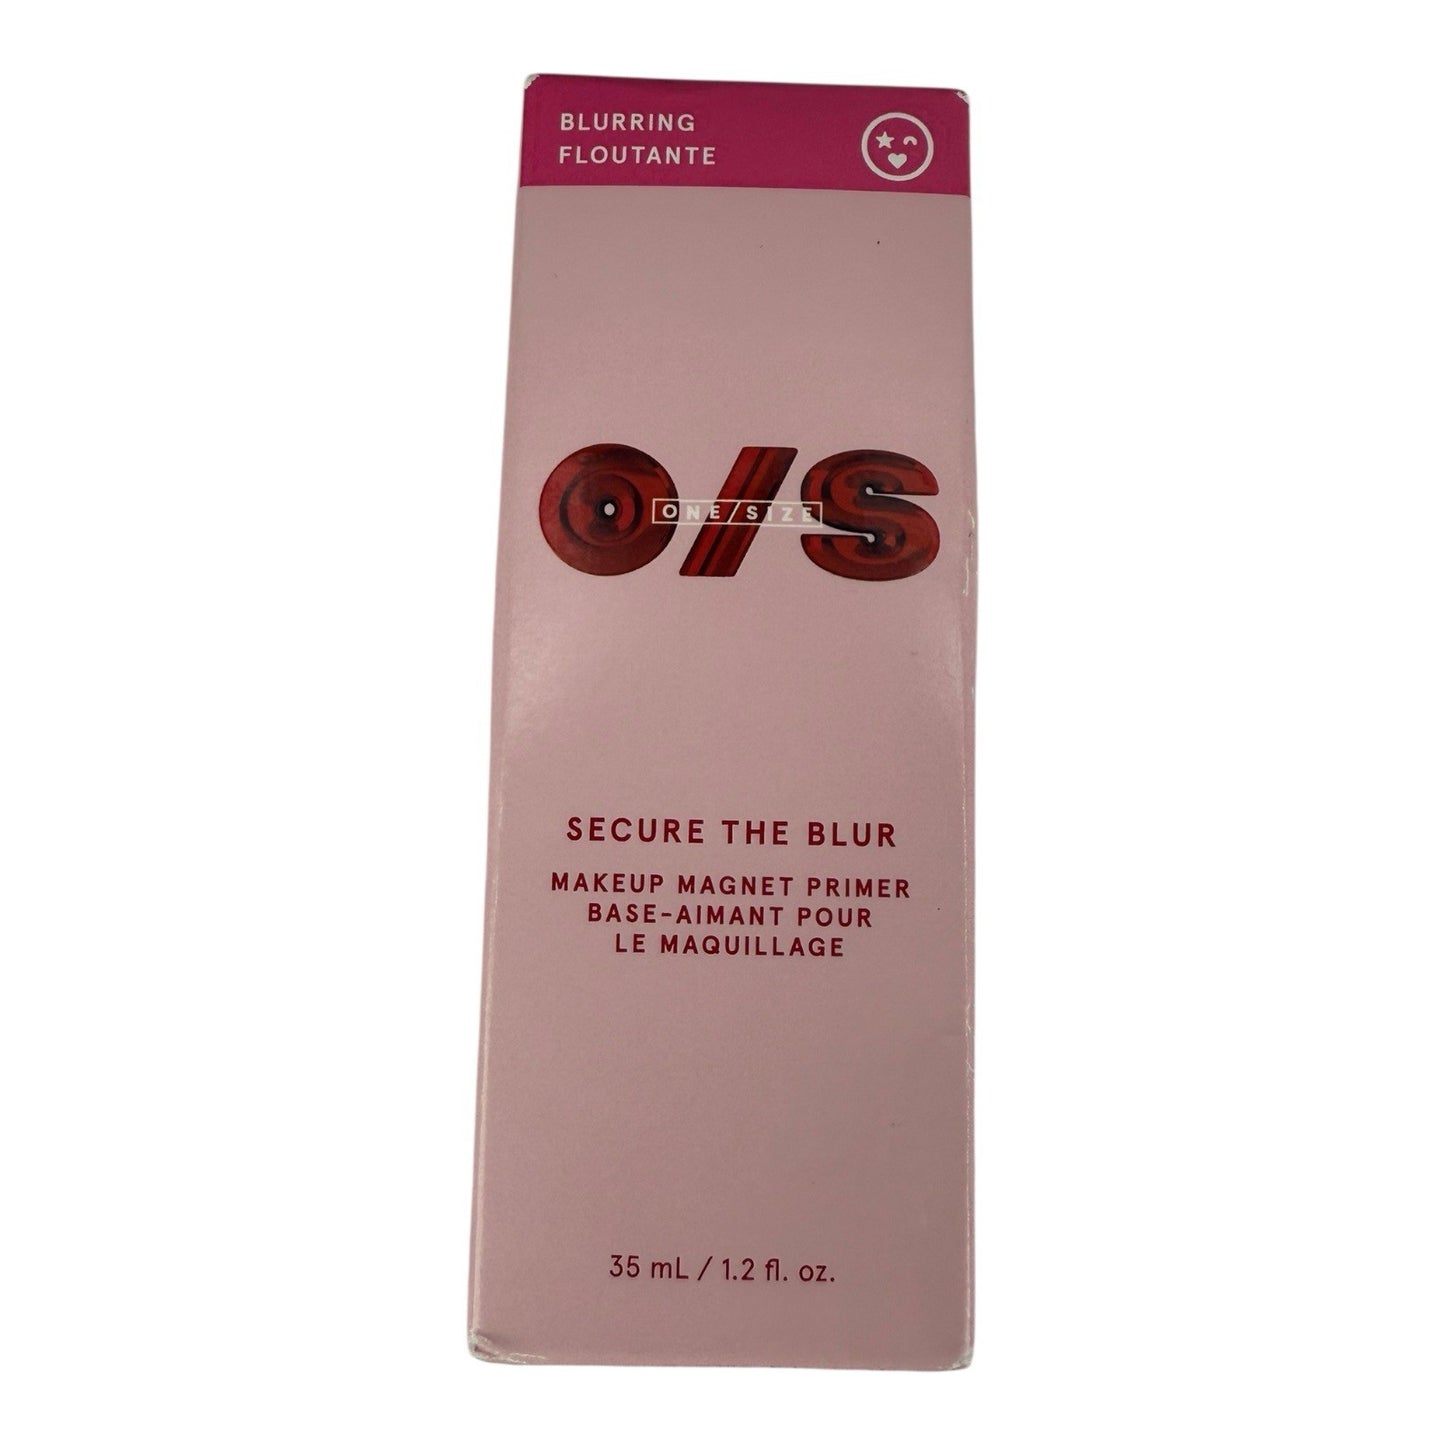 BLURRING
FLOUTANTE
O/S
ONE/SIZE
SECURE THE BLUR
MAKEUP MAGNET PRIMER
BASE-AIMANT POUR
LE MAQUILLAGE
35 mL / 1.2 fl. oz.